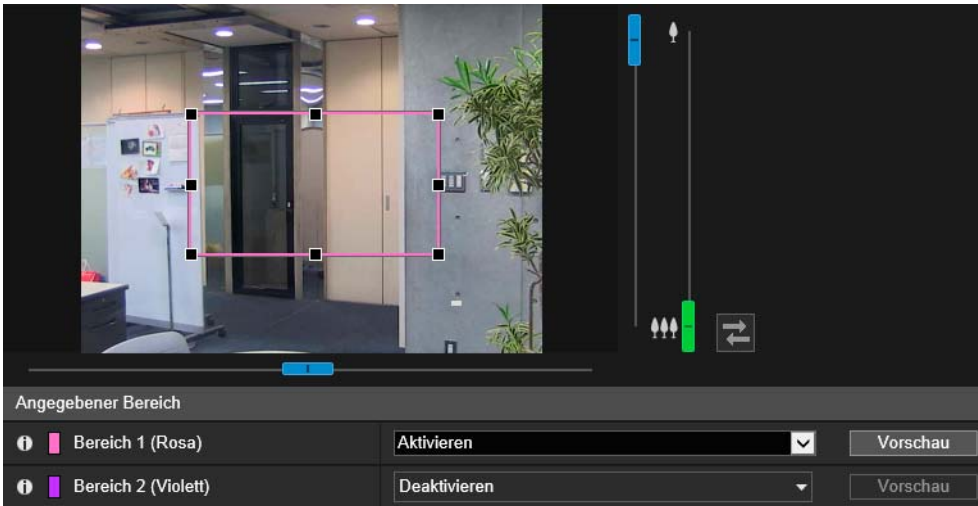 Angegebener Bereich
Bereich 1 (Rosa) Aktivieren Vorschau
Bereich 2 (Violett) Deaktivieren Vorschau